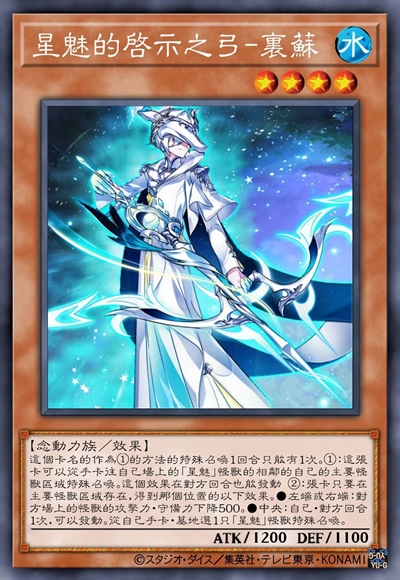 星魅的啓示之弓-裏蘇
水
【念動力族／效果】
這個卡名的作為①的方法的特殊召喚1回合只能有1次。①:這張
卡可以從手卡往自己場上的「星魅」怪獸的相鄰的自己的主要怪
獸區域特殊召喚。這個效果在對方回合也能發動 ②:張卡只要在
主要怪獸區域存在,得到那個位置的以下效果。●左端或右端:對
方場上的怪獸的攻擊力・守備力下降500。●中央:自己・對方回合
1次,可以發動。從自己手卡・墓地選1只「星魅」怪獸特殊召喚。
ATK/1200 DEF/1100
©スタジオ・ダイス／集英社・テレビ東京・KONAMI